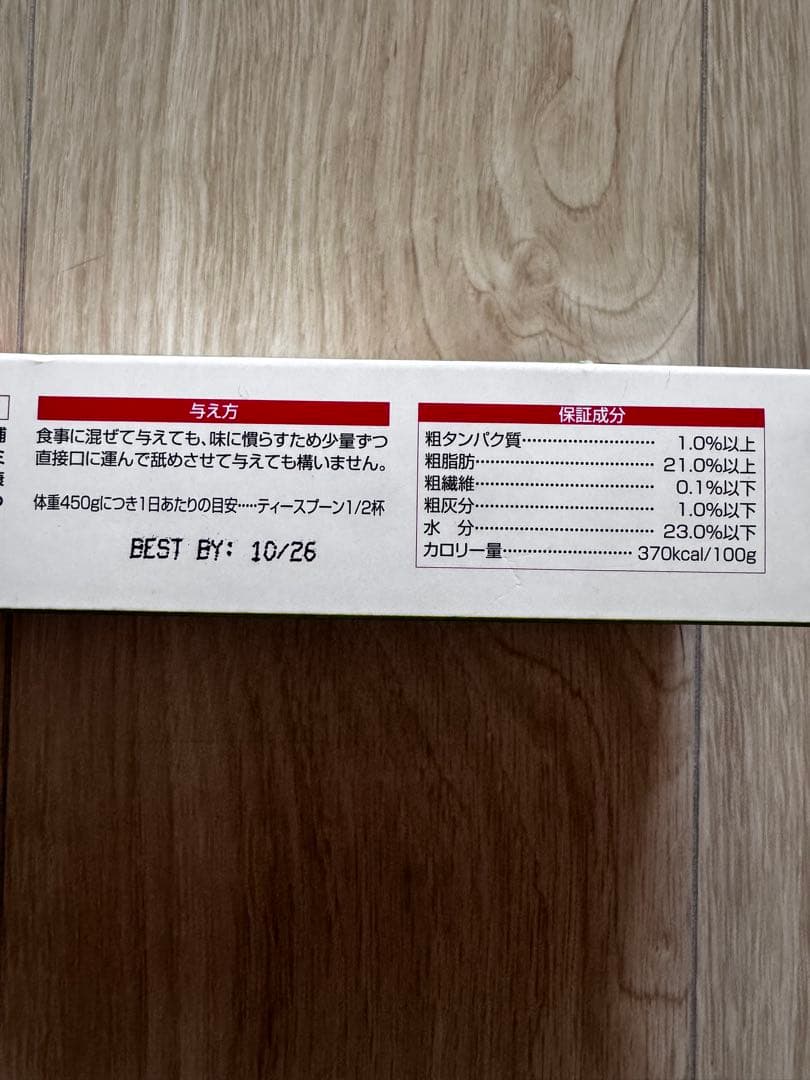 与え方
食事に混ぜて与えても、味に慣らすため少量ずつ
直接口に運んで舐めさせて与えても構いません。
体重450gにつき1日あたりの目安……ティースプーン1/2杯
BEST BY: 10/26
保証成分
粗タンパク質………………… 1.0%以上
粗脂肪………………………… 21.0%以上
粗繊維………………………… 0.1%以下
粗灰分………………………… 1.0%以下
水 分………………………… 23.0%以下
カロリー量………………… 370kcal/100g